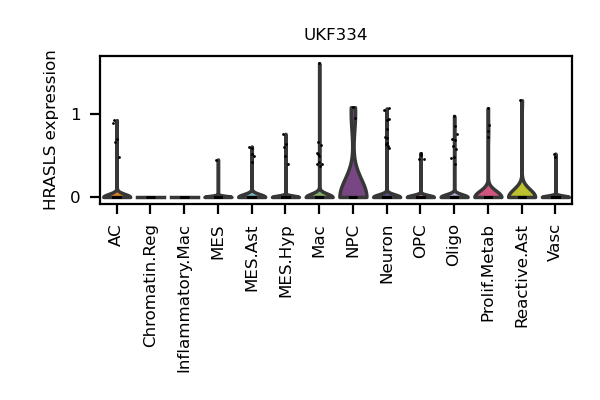 UKF334
HRASLS expression
1
0
AC
Chromatin.Reg
Inflammatory.Mac
MES
MES.Ast
MES.Hyp
Mac
NPC
Neuron
OPC
Oligo
Prolif.Metab
Reactive.Ast
Vasc